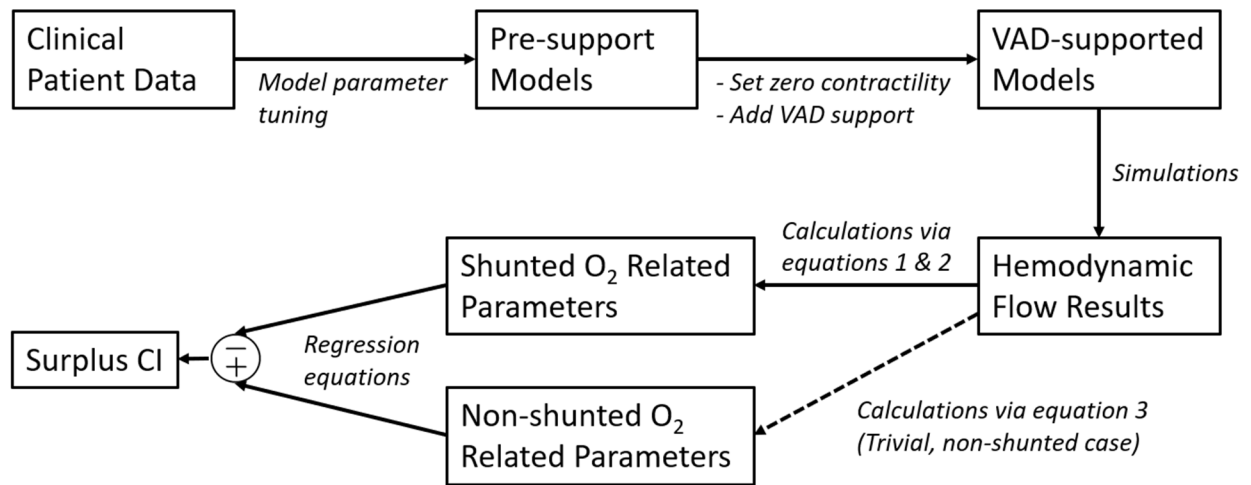 Clinical
Patient Data
Model parameter
tuning
Pre-support
Models
- Set zero contractility
- Add VAD support
VAD-supported
Models
Simulations
Hemodynamic
Flow Results
Calculations via
equations 1 & 2
Shunted O₂ Related
Parameters
Calculations via equation 3
(Trivial, non-shunted case)
Non-shunted O₂
Related Parameters
Regression
equations
−
+
Surplus CI